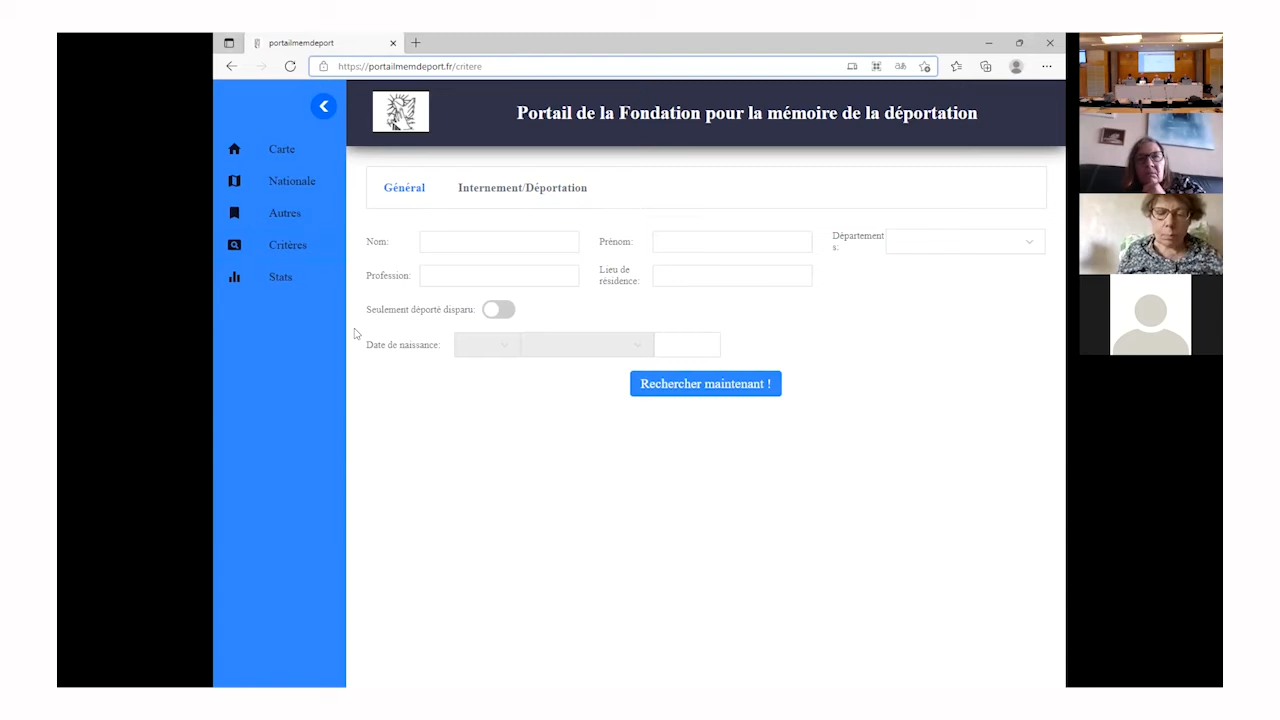 portailmemdeport
https://portailmemdeport.fr/critere
Portail de la Fondation pour la mémoire de la déportation
Carte
Nationale
Autres
Critères
Stats
Général Internement/Déportation
Nom: Prénom: Département
s:
Profession: Lieu de
résidence:
Seulement déporté disparu:
Date de naissance:
Rechercher maintenant !